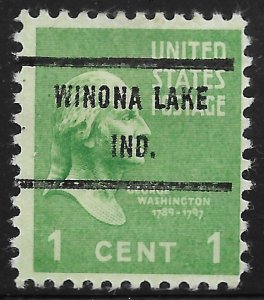 UNITED
STATES
POSTAGE
WINONA LAKE
IND.
WASHINGTON
1789-1797
1 CENT 1